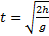 t = √(2h/g)